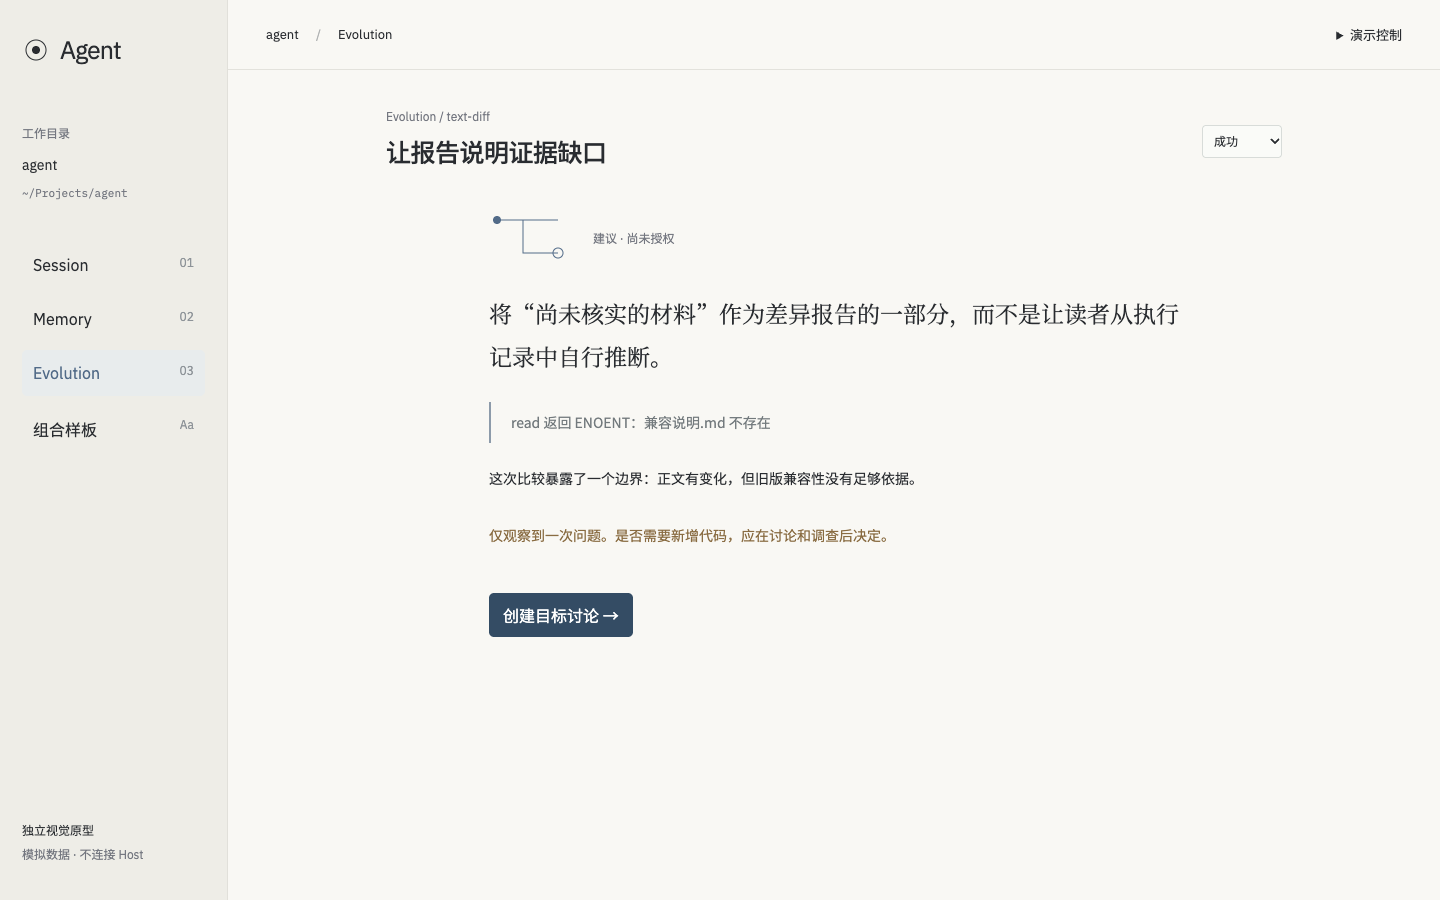 Agent
工作目录
agent
~/Projects/agent
Session 01
Memory 02
Evolution 03
组合样板 Aa
独立视觉原型
模拟数据 · 不连接 Host
agent / Evolution
▶ 演示控制
Evolution / text-diff
让报告说明证据缺口
成功
建议 · 尚未授权
将“尚未核实的材料”作为差异报告的一部分，而不是让读者从执行
记录中自行推断。
read 返回 ENOENT：兼容说明.md 不存在
这次比较暴露了一个边界：正文有变化，但旧版兼容性没有足够依据。
仅观察到一次问题。是否需要新增代码，应在讨论和调查后决定。
创建目标讨论 →